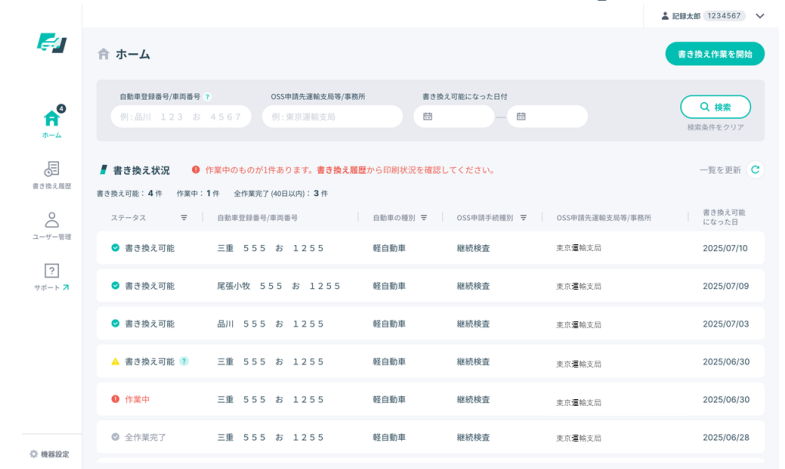 記録太郎 1234567
ホーム
書き換え作業を開始
4
ホーム
書き換え履歴
ユーザー管理
?
サポート
機器設定
自動車登録番号/車両番号 ?
OSS申請先運輸支局等/事務所
書き換え可能になった日付
例:品川 123 お 4567
例:東京運輸支局
—
検索
検索条件をクリア
書き換え状況
作業中のものが1件あります。書き換え履歴から印刷状況を確認してください。
一覧を更新
書き換え可能: 4 件 作業中: 1 件 全作業完了 (40日以内): 3 件
ステータス 自動車登録番号/車両番号 自動車の種別 OSS申請手続種別 OSS申請先運輸支局等/事務所 書き換え可能
になった日
書き換え可能 三重 555 お 1255 軽自動車 継続検査 東京運輸支局 2025/07/10
書き換え可能 尾張小牧 555 お 1255 軽自動車 継続検査 東京運輸支局 2025/07/09
書き換え可能 品川 555 お 1255 軽自動車 継続検査 東京運輸支局 2025/07/03
書き換え可能 ? 三重 555 お 1255 軽自動車 継続検査 東京運輸支局 2025/06/30
作業中 三重 555 お 1255 軽自動車 継続検査 東京運輸支局 2025/06/30
全作業完了 三重 555 お 1255 軽自動車 継続検査 東京運輸支局 2025/06/28